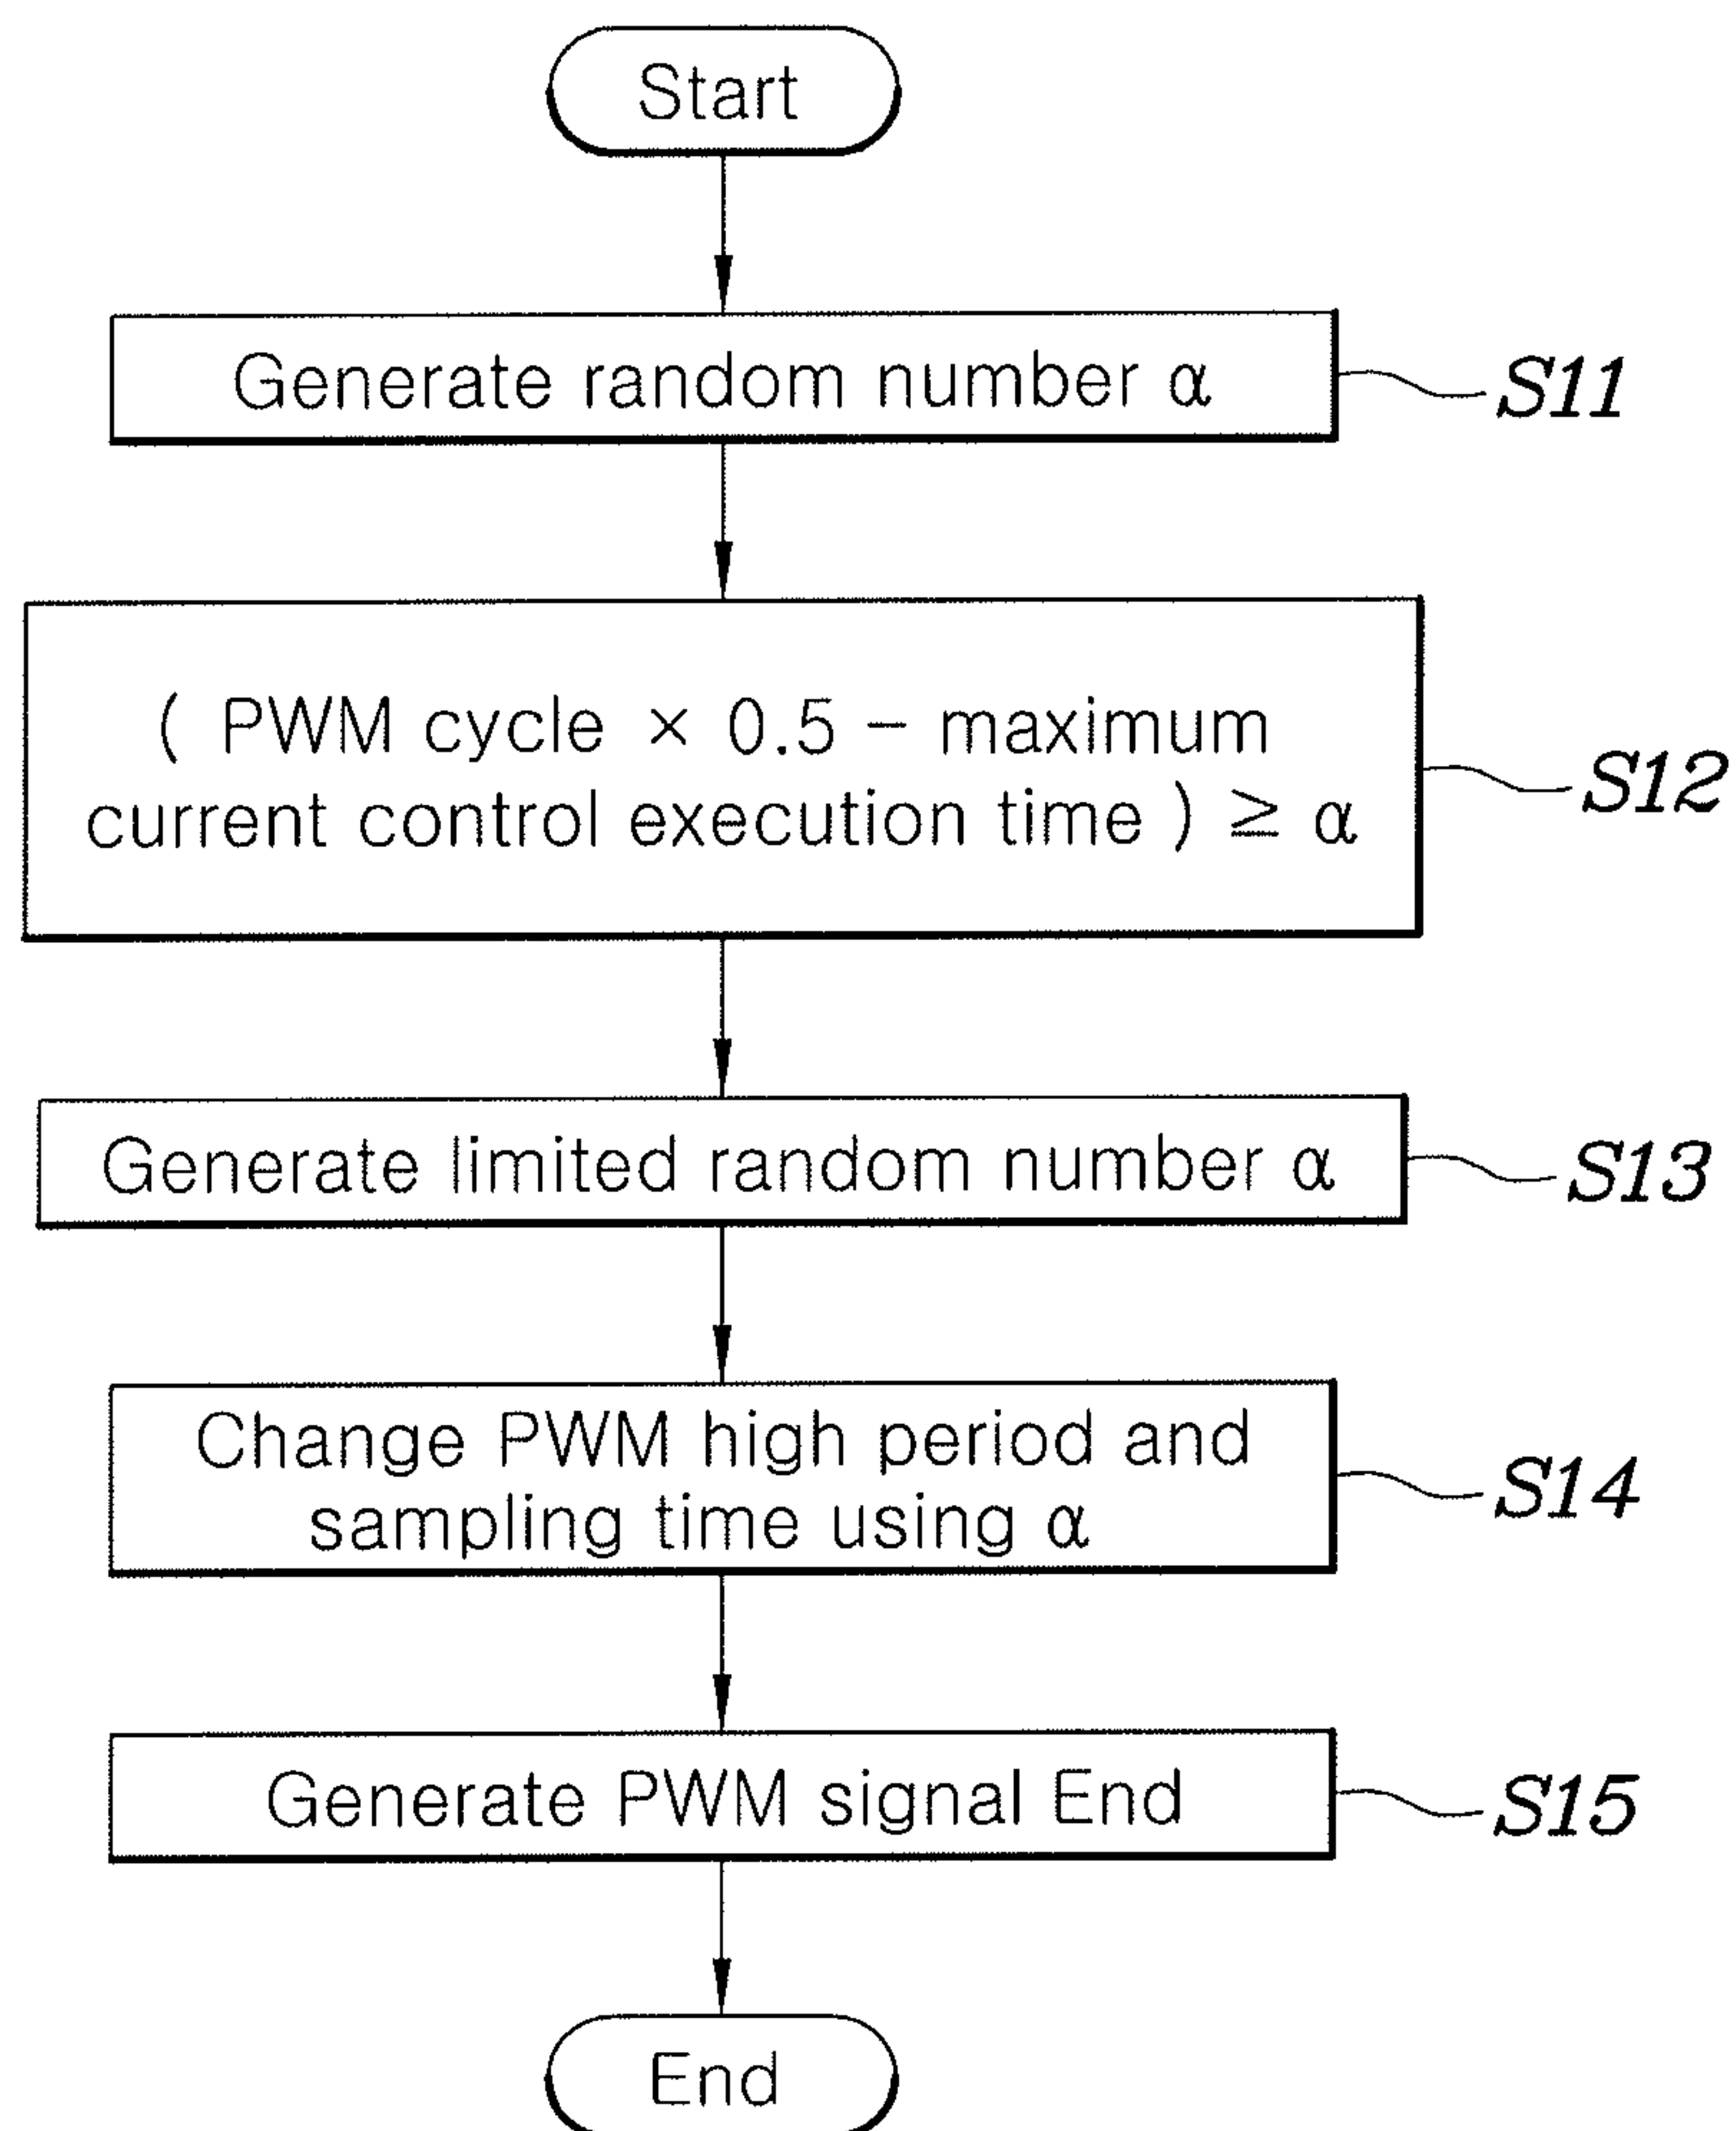 Start
Generate random number α
S11
( PWM cycle × 0.5 − maximum
current control execution time ) ≥ α
S12
Generate limited random number α
S13
Change PWM high period and
sampling time using α
S14
Generate PWM signal End
S15
End